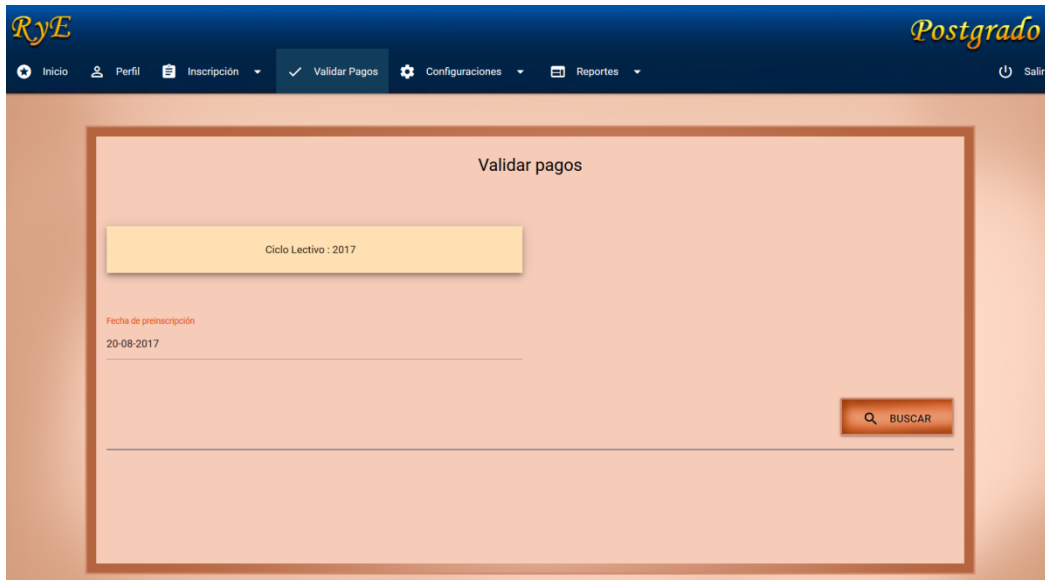 RyE
Postgrado
Inicio Perfil Inscripción Validar Pagos Configuraciones Reportes Salir
Validar pagos
Ciclo Lectivo : 2017
Fecha de preinscripción
20-08-2017
BUSCAR